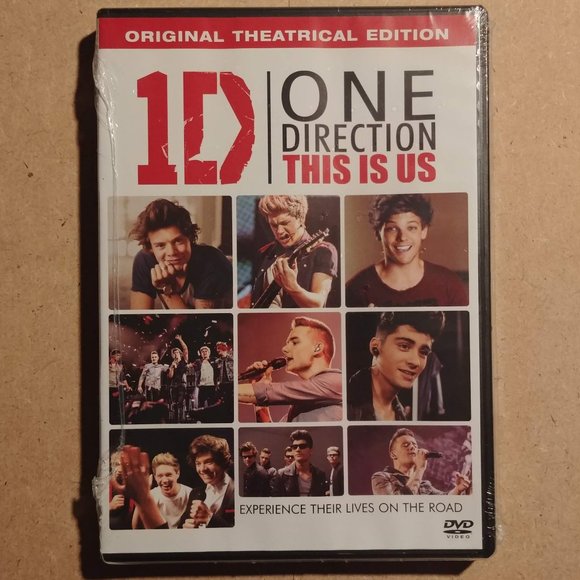 ORIGINAL THEATRICAL EDITION
1D
ONE
DIRECTION
THIS IS US
EXPERIENCE THEIR LIVES ON THE ROAD
DVD
VIDEO